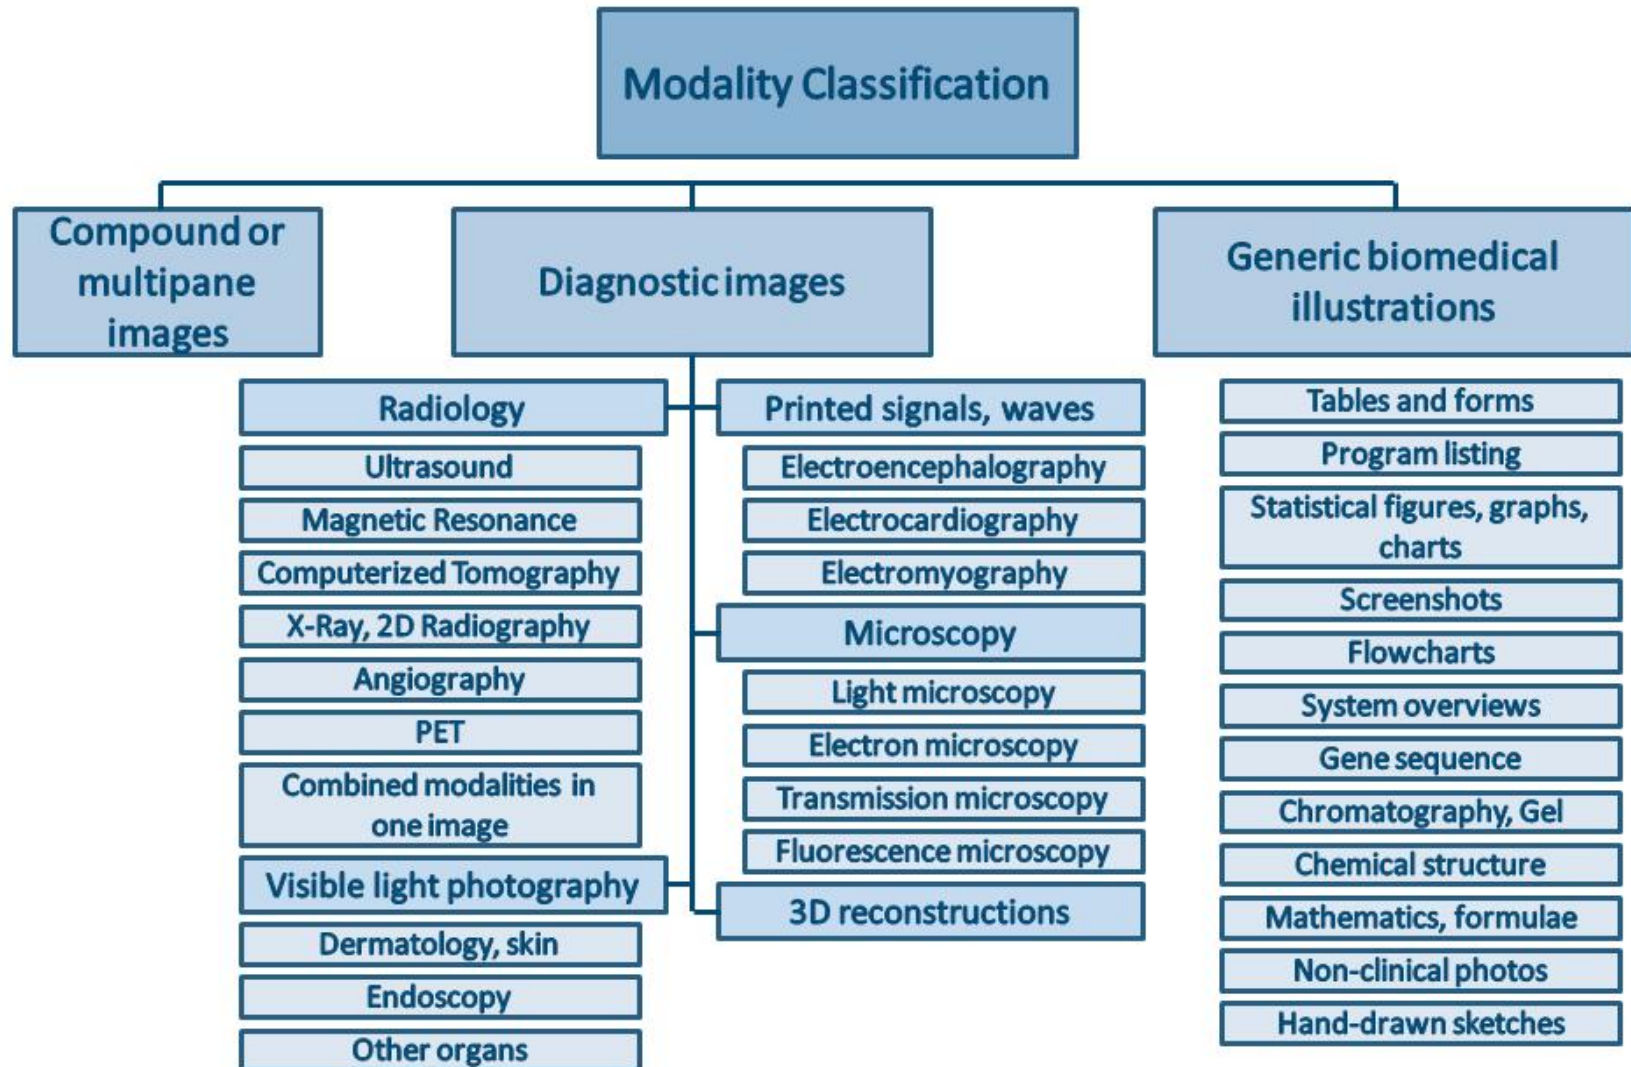 Modality Classification
Compound or
multipane
images
Diagnostic images
Generic biomedical
illustrations
Radiology
Ultrasound
Magnetic Resonance
Computerized Tomography
X-Ray, 2D Radiography
Angiography
PET
Combined modalities in
one image
Visible light photography
Dermatology, skin
Endoscopy
Other organs
Printed signals, waves
Electroencephalography
Electrocardiography
Electromyography
Microscopy
Light microscopy
Electron microscopy
Transmission microscopy
Fluorescence microscopy
3D reconstructions
Tables and forms
Program listing
Statistical figures, graphs,
charts
Screenshots
Flowcharts
System overviews
Gene sequence
Chromatography, Gel
Chemical structure
Mathematics, formulae
Non-clinical photos
Hand-drawn sketches